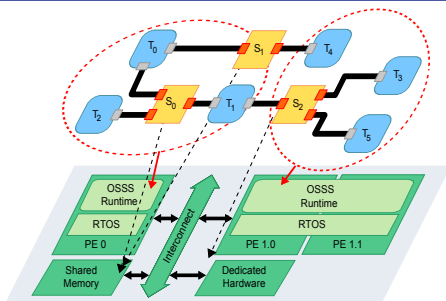 T0
S1
T4
T3
T2
S0
T1
S2
T5
OSSS
Runtime
RTOS
PE 0
Interconnect
OSSS
Runtime
RTOS
PE 1.0
PE 1.1
Shared
Memory
Dedicated
Hardware